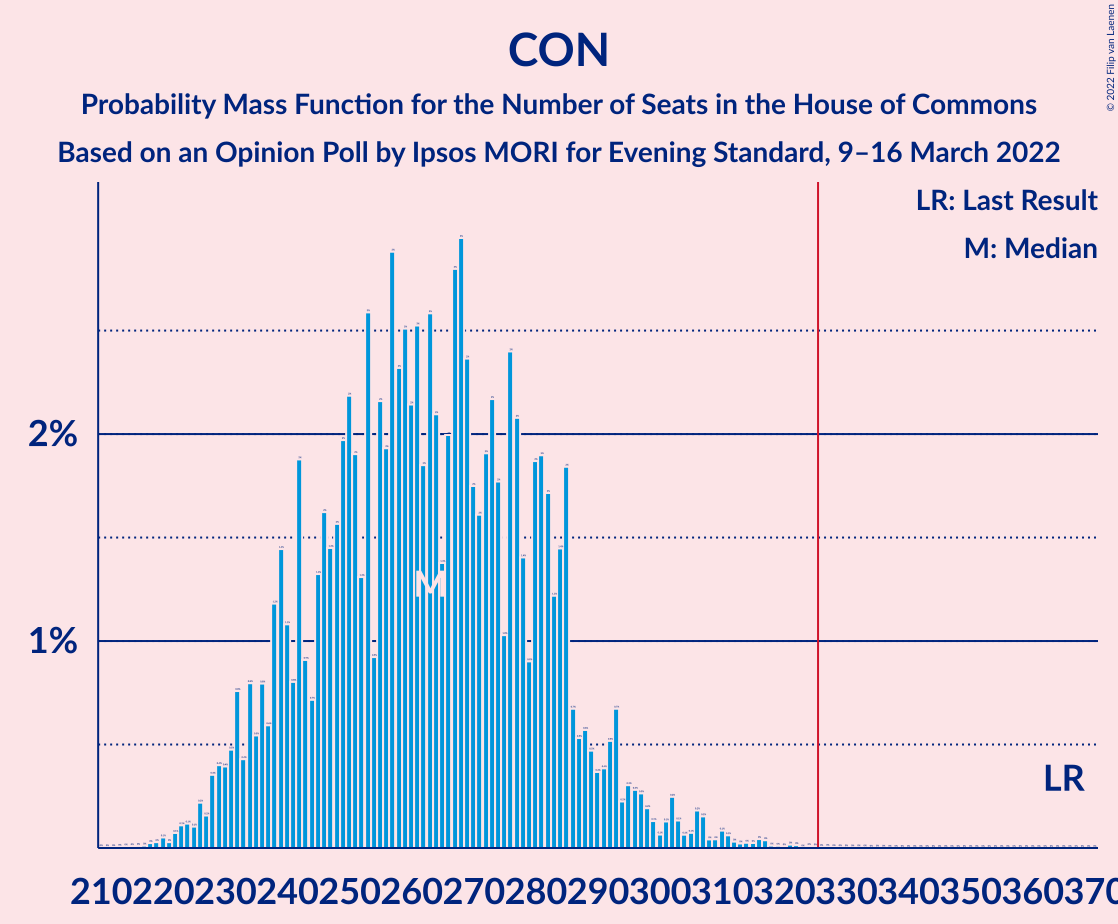 CON
Probability Mass Function for the Number of Seats in the House of Commons
Based on an Opinion Poll by Ipsos MORI for Evening Standard, 9–16 March 2022
© 2022 Filip van Laenen
LR: Last Result
M: Median
2%
1%
M
LR
210220230240250260270280290300310320330340350360370